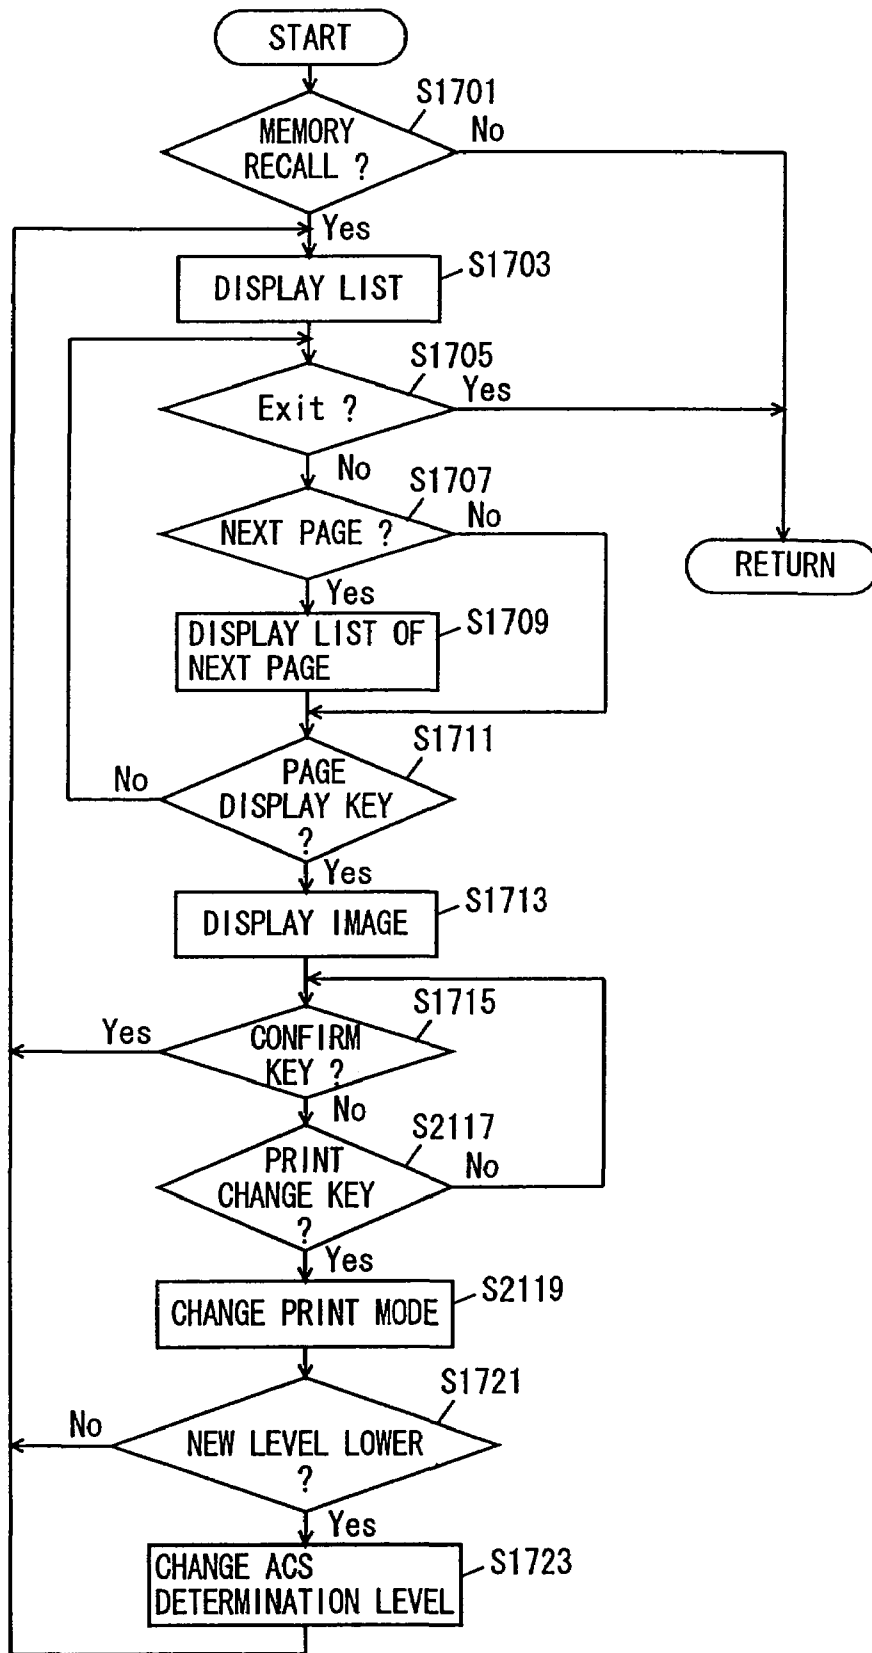 START
S1701
MEMORY
RECALL ?
No
Yes
S1703
DISPLAY LIST
S1705
Exit ?
Yes
No
S1707
NEXT PAGE ?
No
RETURN
Yes
S1709
DISPLAY LIST OF
NEXT PAGE
S1711
No
PAGE
DISPLAY KEY
?
Yes
S1713
DISPLAY IMAGE
S1715
Yes
CONFIRM
KEY ?
No
S2117
PRINT
CHANGE KEY
?
No
Yes
S2119
CHANGE PRINT MODE
S1721
No
NEW LEVEL LOWER
?
Yes
S1723
CHANGE ACS
DETERMINATION LEVEL